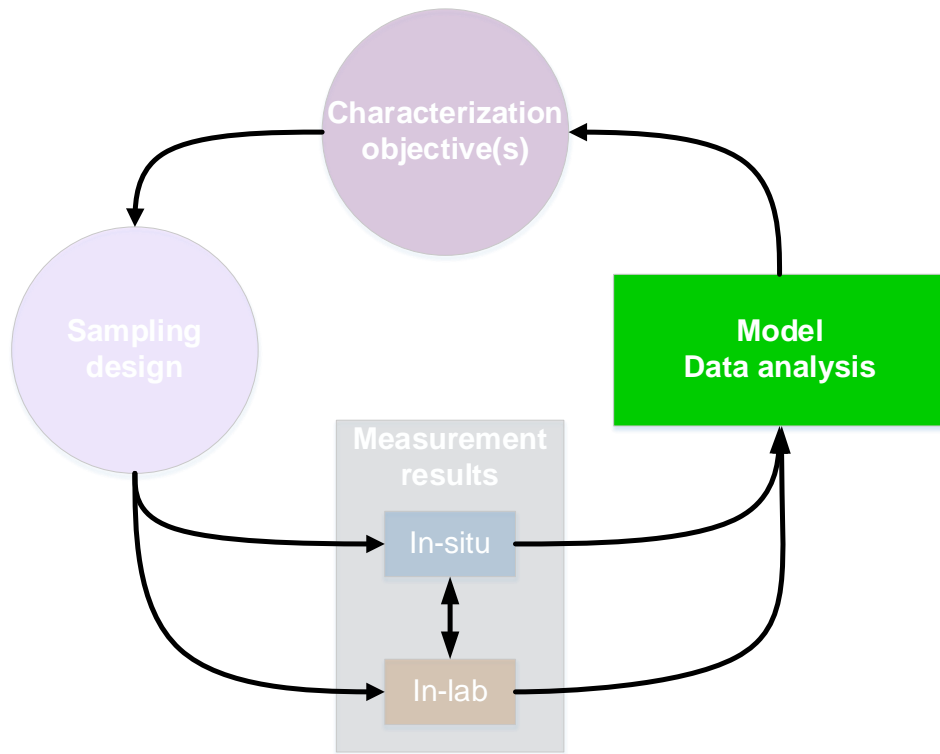 Characterization
objective(s)
Sampling
design
Model
Data analysis
Measurement
results
In-situ
In-lab